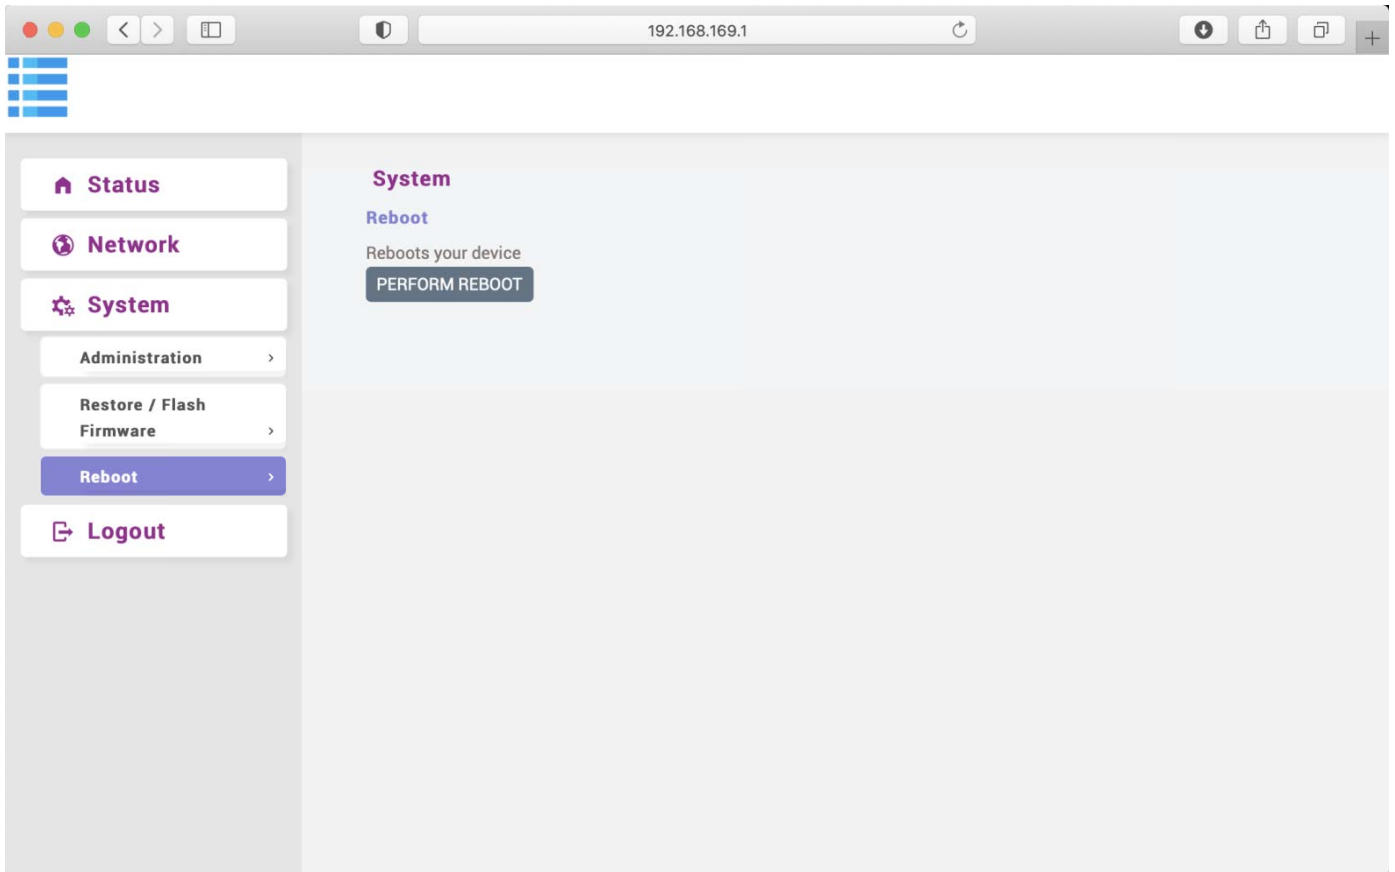 192.168.169.1
Status
Network
System
Administration
Restore / Flash
Firmware
Reboot
Logout
System
Reboot
Reboots your device
PERFORM REBOOT